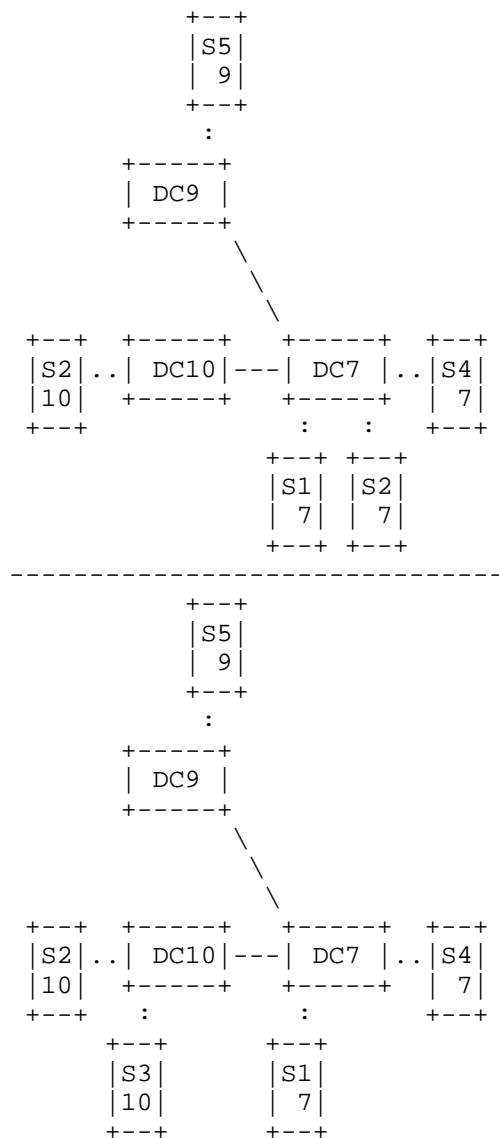 +--+
|S5|
| 9|
+--+
:
+-----+
| DC9 |
+-----+
\
\
\
+--+  +-----+   +-----+  +--+
|S2|..| DC10|---| DC7 |..|S4|
|10|  +-----+   +-----+  | 7|
+--+             :   :   +--+
+--+ +--+
|S1| |S2|
| 7| | 7|
+--+ +--+
-------------------------------
+--+
|S5|
| 9|
+--+
:
+-----+
| DC9 |
+-----+
\
\
\
+--+  +-----+   +-----+  +--+
|S2|..| DC10|---| DC7 |..|S4|
|10|  +-----+   +-----+  | 7|
+--+   :         :       +--+
+--+      +--+
|S3|      |S1|
|10|      | 7|
+--+      +--+